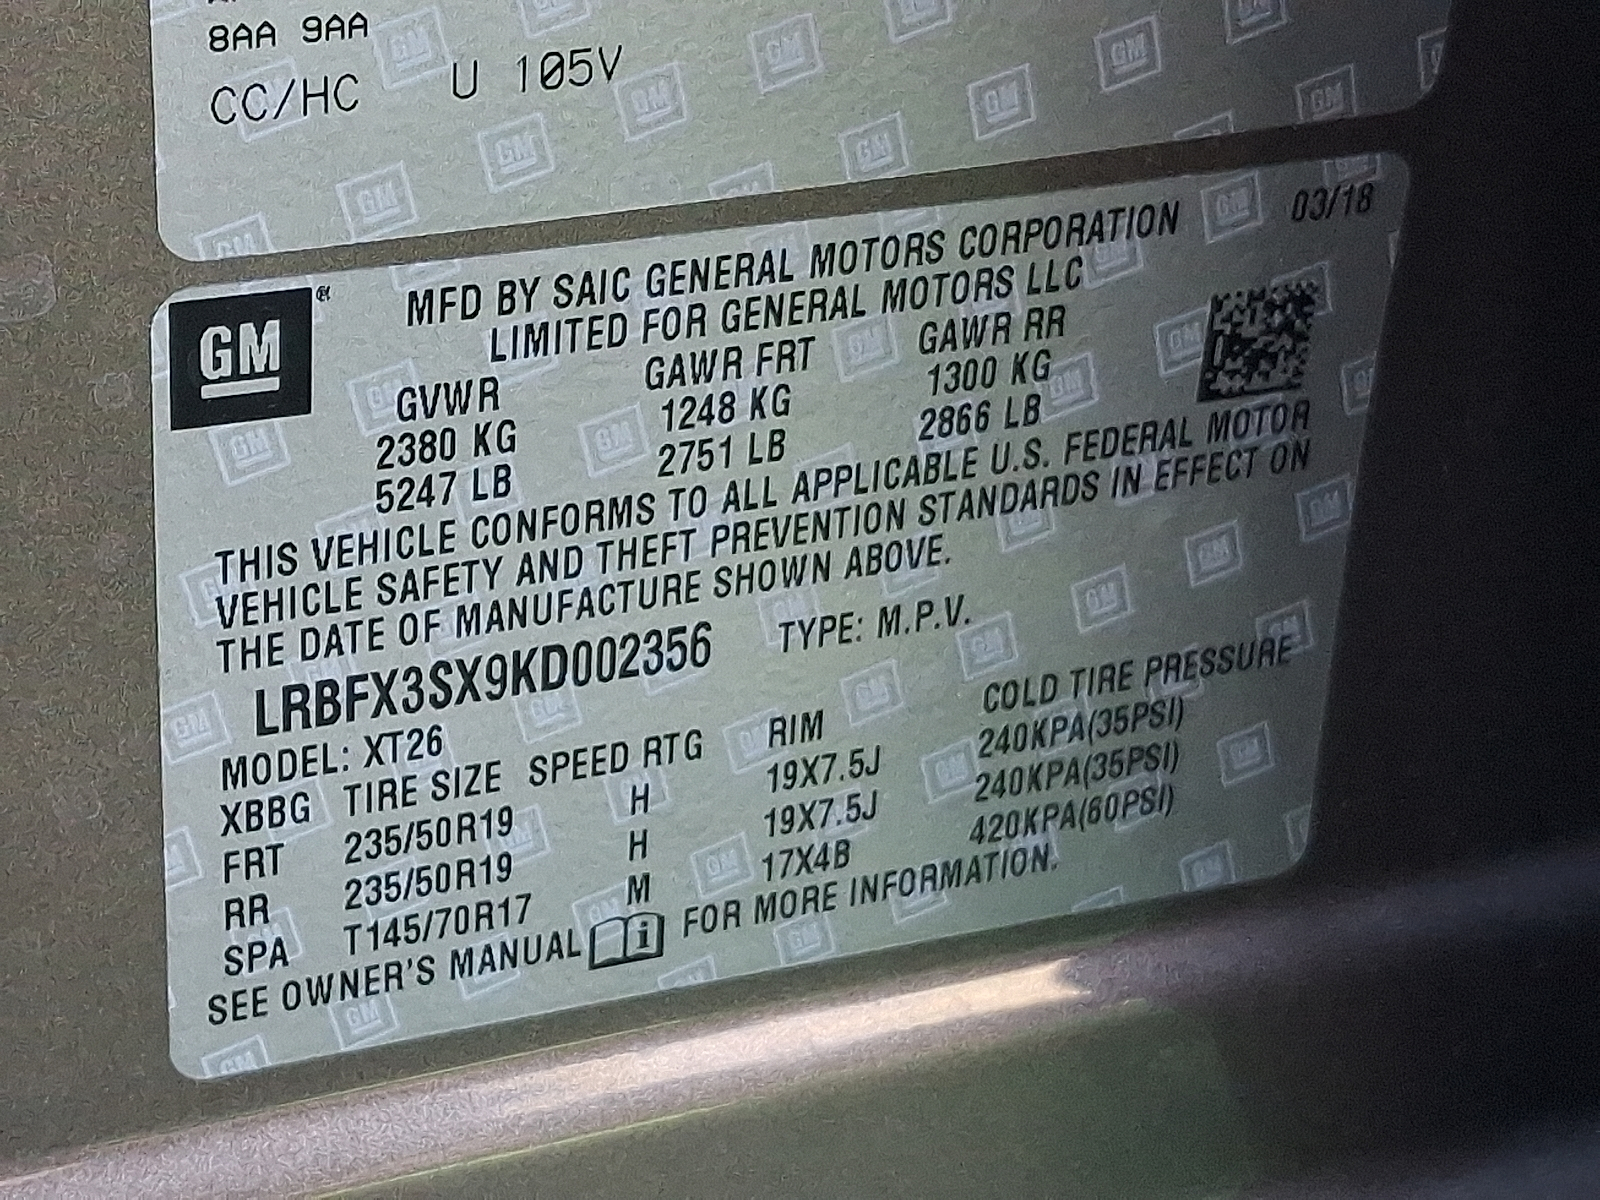 8AA 9AA
CC/HC U 105V
GM®
MFD BY SAIC GENERAL MOTORS CORPORATION 03/18
LIMITED FOR GENERAL MOTORS LLC
GVWR GAWR FRT GAWR RR
2380 KG 1248 KG 1300 KG
5247 LB 2751 LB 2866 LB
THIS VEHICLE CONFORMS TO ALL APPLICABLE U.S. FEDERAL MOTOR
VEHICLE SAFETY AND THEFT PREVENTION STANDARDS IN EFFECT ON
THE DATE OF MANUFACTURE SHOWN ABOVE.
LRBFX3SX9KD002356 TYPE: M.P.V.
MODEL: XT26
XBBG TIRE SIZE SPEED RTG RIM COLD TIRE PRESSURE
FRT 235/50R19 H 19X7.5J 240KPA(35PSI)
RR 235/50R19 H 19X7.5J 240KPA(35PSI)
SPA T145/70R17 M 17X4B 420KPA(60PSI)
SEE OWNER'S MANUAL i FOR MORE INFORMATION.